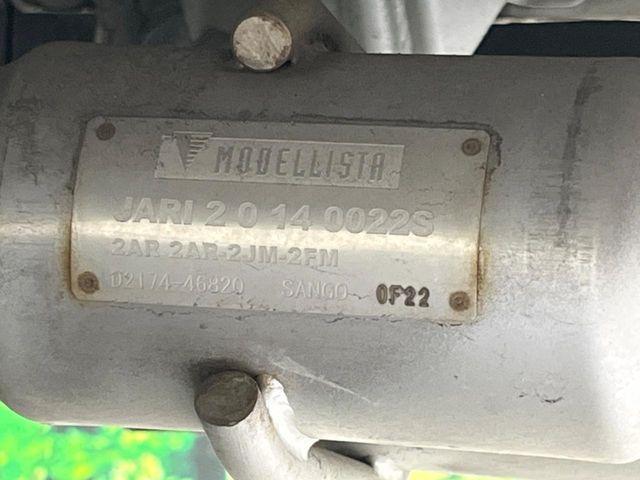 MODELLISTA
JARI 2 0 14 0022S
2AR 2AR-2JM-2FM
D2174-46820 SANGO 0F22